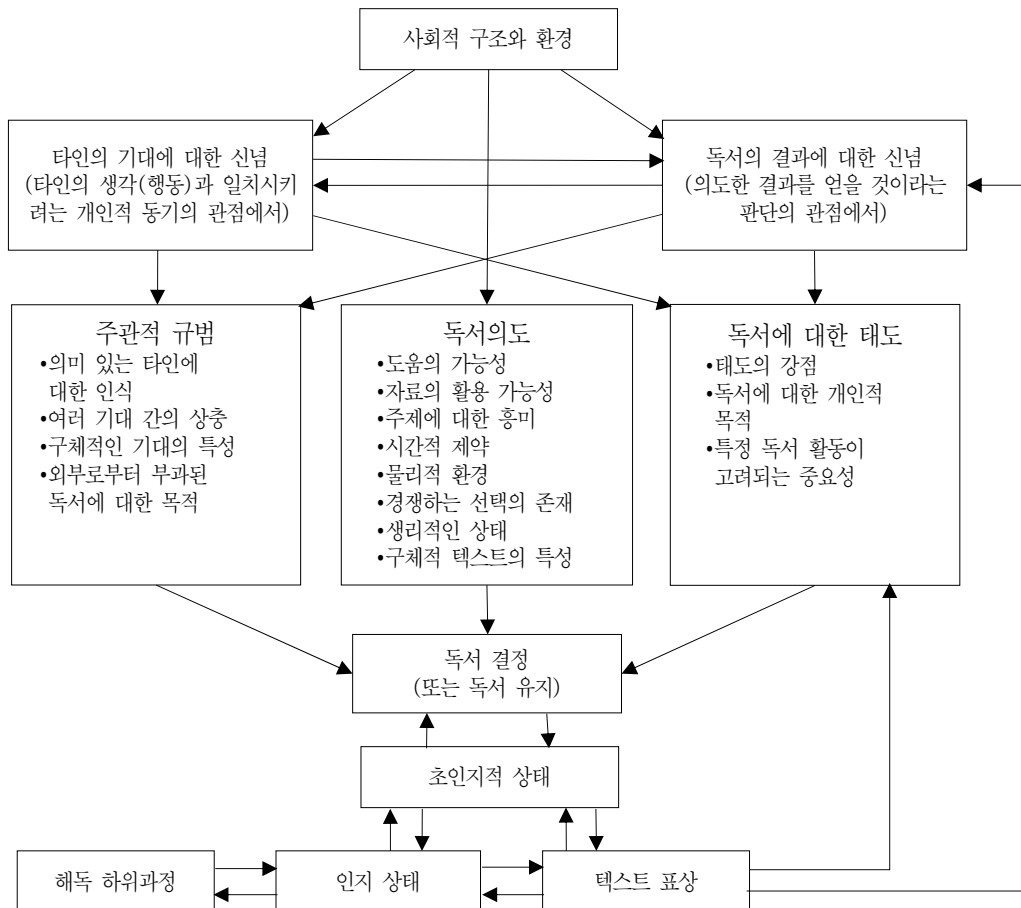 사회적 구조와 환경
타인의 기대에 대한 신념
(타인의 생각(행동)과 일치시키
려는 개인적 동기의 관점에서)
독서의 결과에 대한 신념
(의도한 결과를 얻을 것이라는
판단의 관점에서)
주관적 규범
•의미 있는 타인에
대한 인식
•여러 기대 간의 상충
•구체적인 기대의 특성
•외부로부터 부과된
독서에 대한 목적
독서의도
•도움의 가능성
•자료의 활용 가능성
•주제에 대한 흥미
•시간적 제약
•물리적 환경
•경쟁하는 선택의 존재
•생리적인 상태
•구체적 텍스트의 특성
독서에 대한 태도
•태도의 강점
•독서에 대한 개인적
목적
•특정 독서 활동이
고려되는 중요성
독서 결정
(또는 독서 유지)
초인지적 상태
해독 하위과정
인지 상태
텍스트 표상